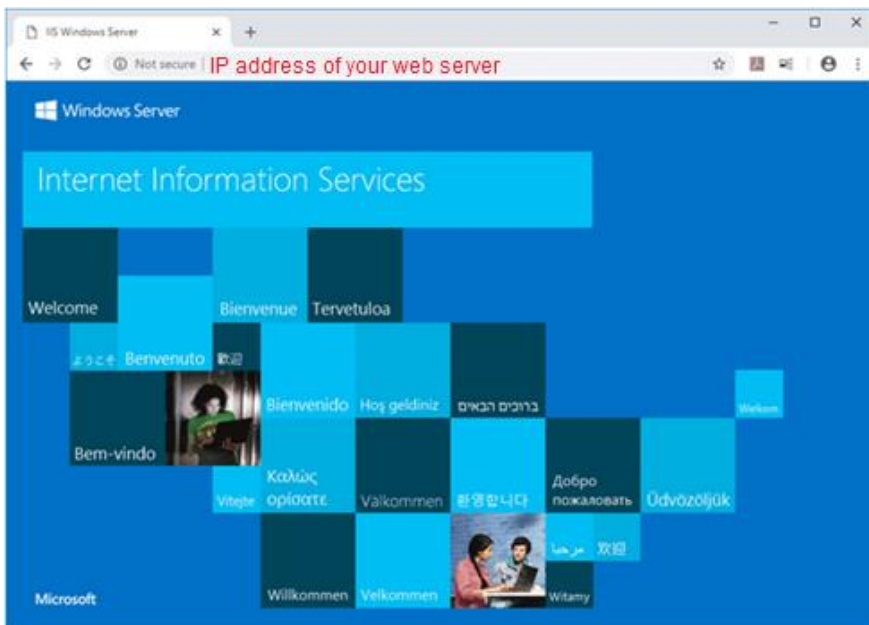 IIS Windows Server
Not secure | IP address of your web server
Windows Server
Internet Information Services
Welcome
Bienvenue
Tervetuloa
ようこそ
Benvenuto
歡迎
Bienvenido
Hoş geldiniz
ברוכים הבאים
Welkom
Bem-vindo
Vítejte
Καλώς
ορίσατε
Välkommen
환영합니다
Добро
пожаловать
Üdvözöljük
Willkommen
Velkommen
مرحبا
欢迎
Witamy
Microsoft